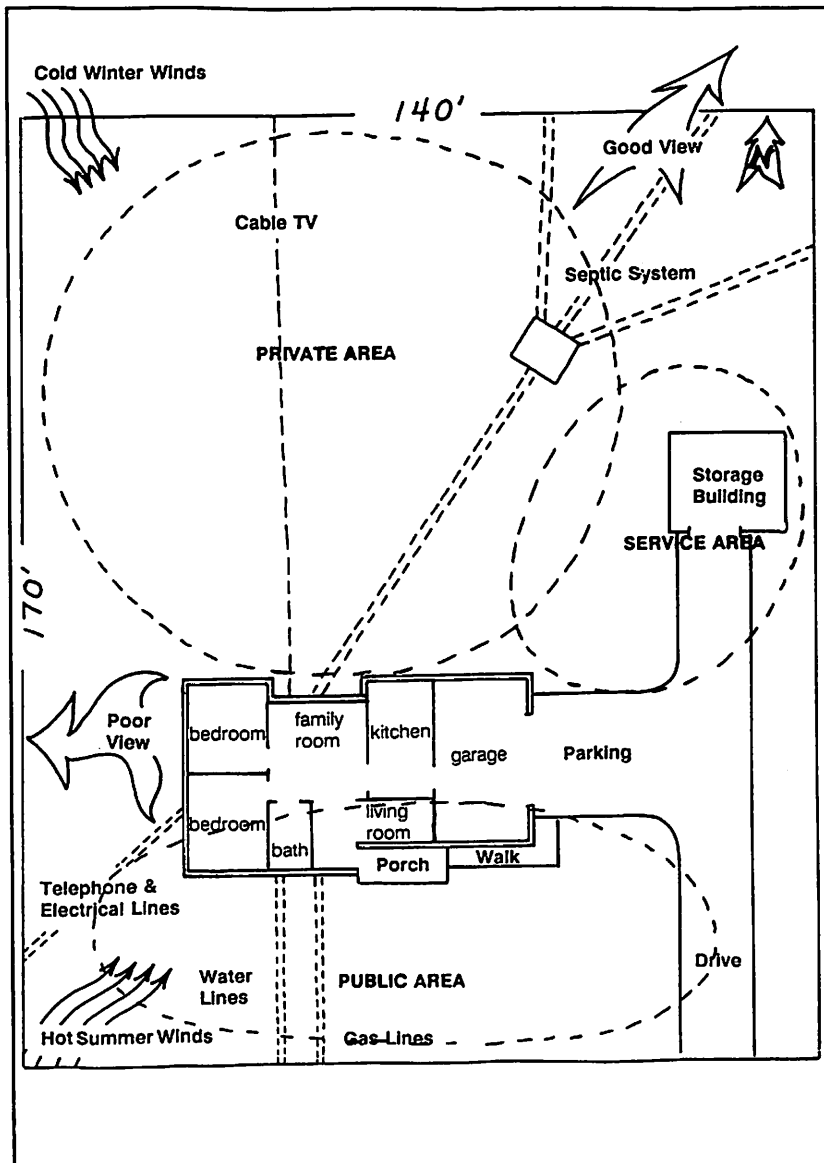 Cold Winter Winds
140'
Good View
N
Cable TV
Septic System
PRIVATE AREA
Storage
Building
SERVICE AREA
170'
Poor
View
bedroom
family
room
kitchen
garage
Parking
bedroom
bath
living
room
Porch
Walk
Telephone &
Electrical Lines
Water
Lines
PUBLIC AREA
Drive
Hot Summer Winds
Gas Lines